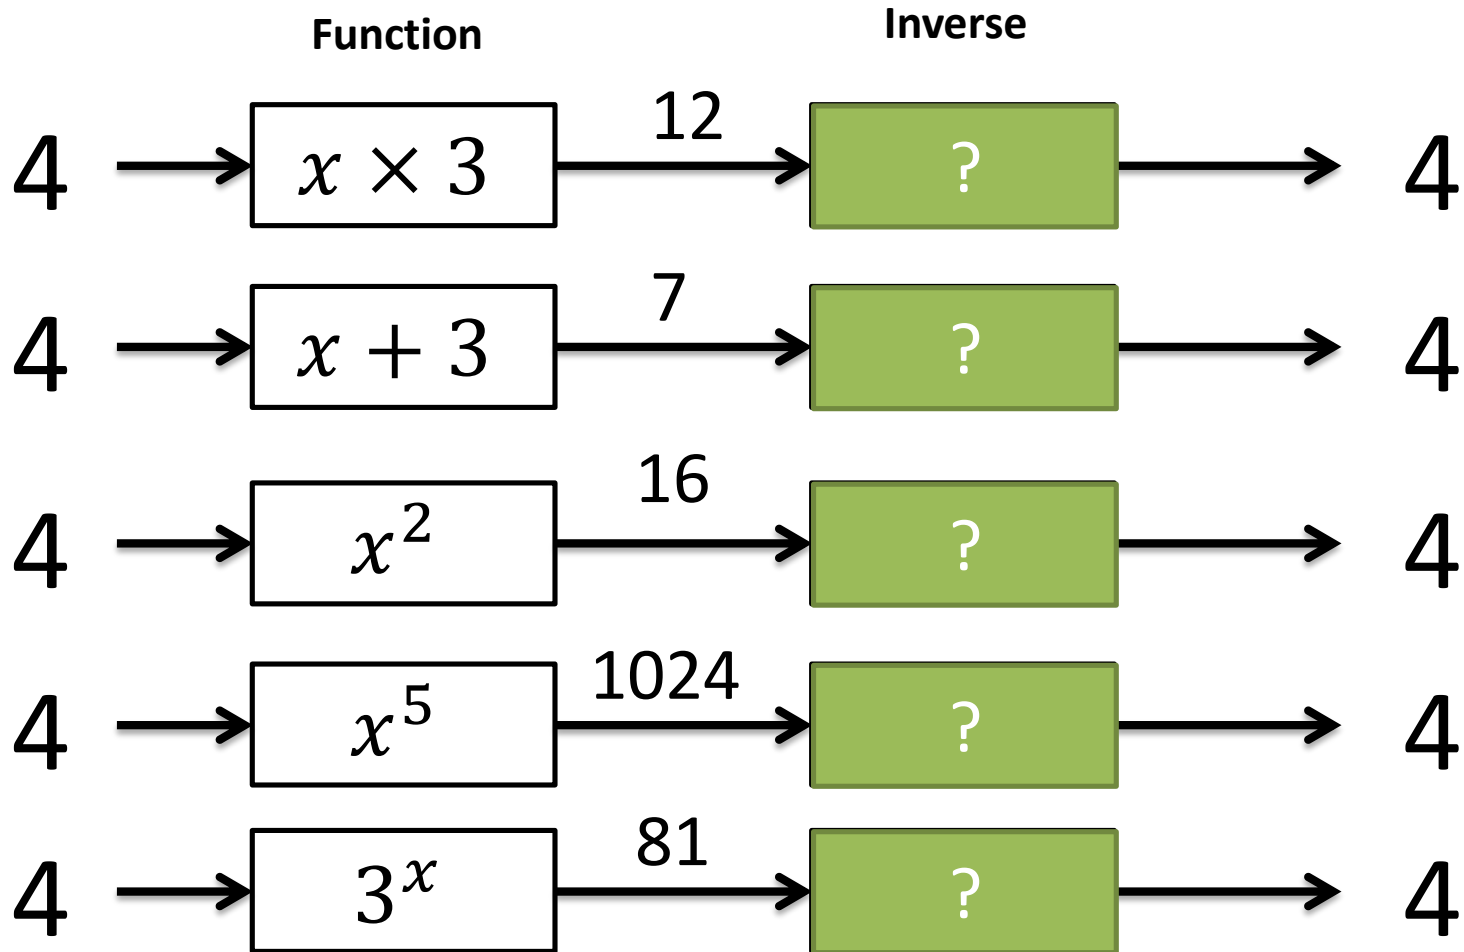 Function Inverse
4 x × 3 12 ? 4
4 x + 3 7 ? 4
4 x² 16 ? 4
4 x⁵ 1024 ? 4
4 3ˣ 81 ? 4